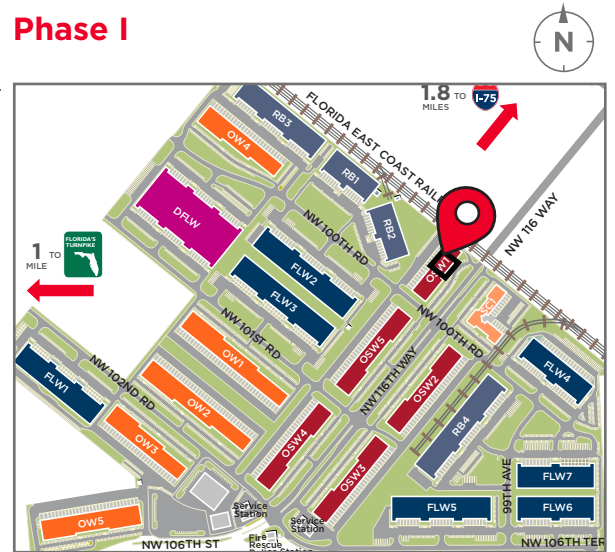 Phase I
N
1.8 TO I-75
MILES
FLORIDA EAST COAST RAIL
RB3
OW4
RB1
RB2
DFLW
NW 100TH RD
NW 116 WAY
1 TO FLORIDA'S TURNPIKE
MILE
FLW2
FLW3
OSW1
SC1
NW 100TH RD
NW 101ST RD
OW1
OSW5
NW 116TH WAY
OSW2
FLW4
FLW1
NW 102ND RD
OW2
OW3
OSW4
OSW3
RB4
99TH AVE
FLW7
FLW5
FLW6
OW5
Service
Station
Service
Station
Fire
Rescue
NW 106TH ST
NW 106TH TER